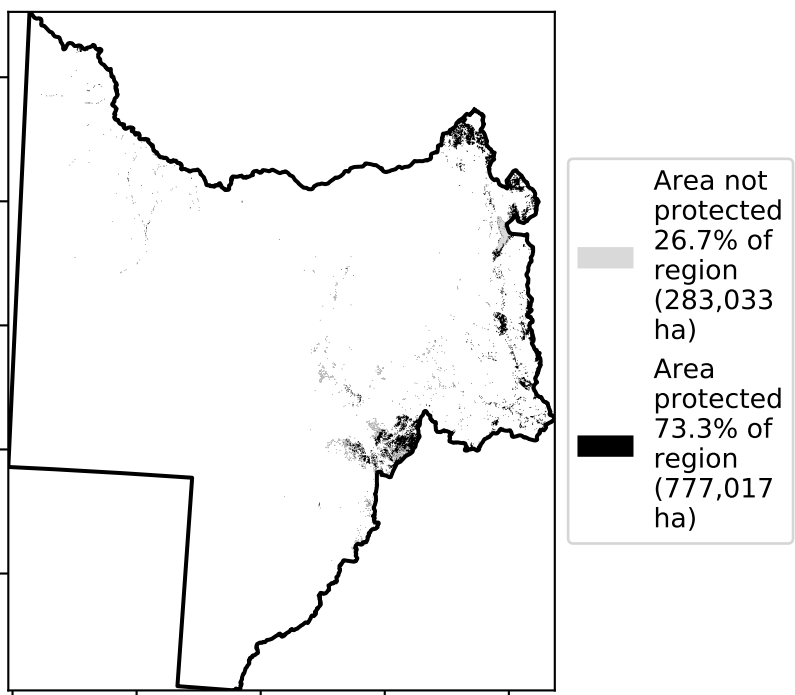 Area not
protected
26.7% of
region
(283,033
ha)
Area
protected
73.3% of
region
(777,017
ha)